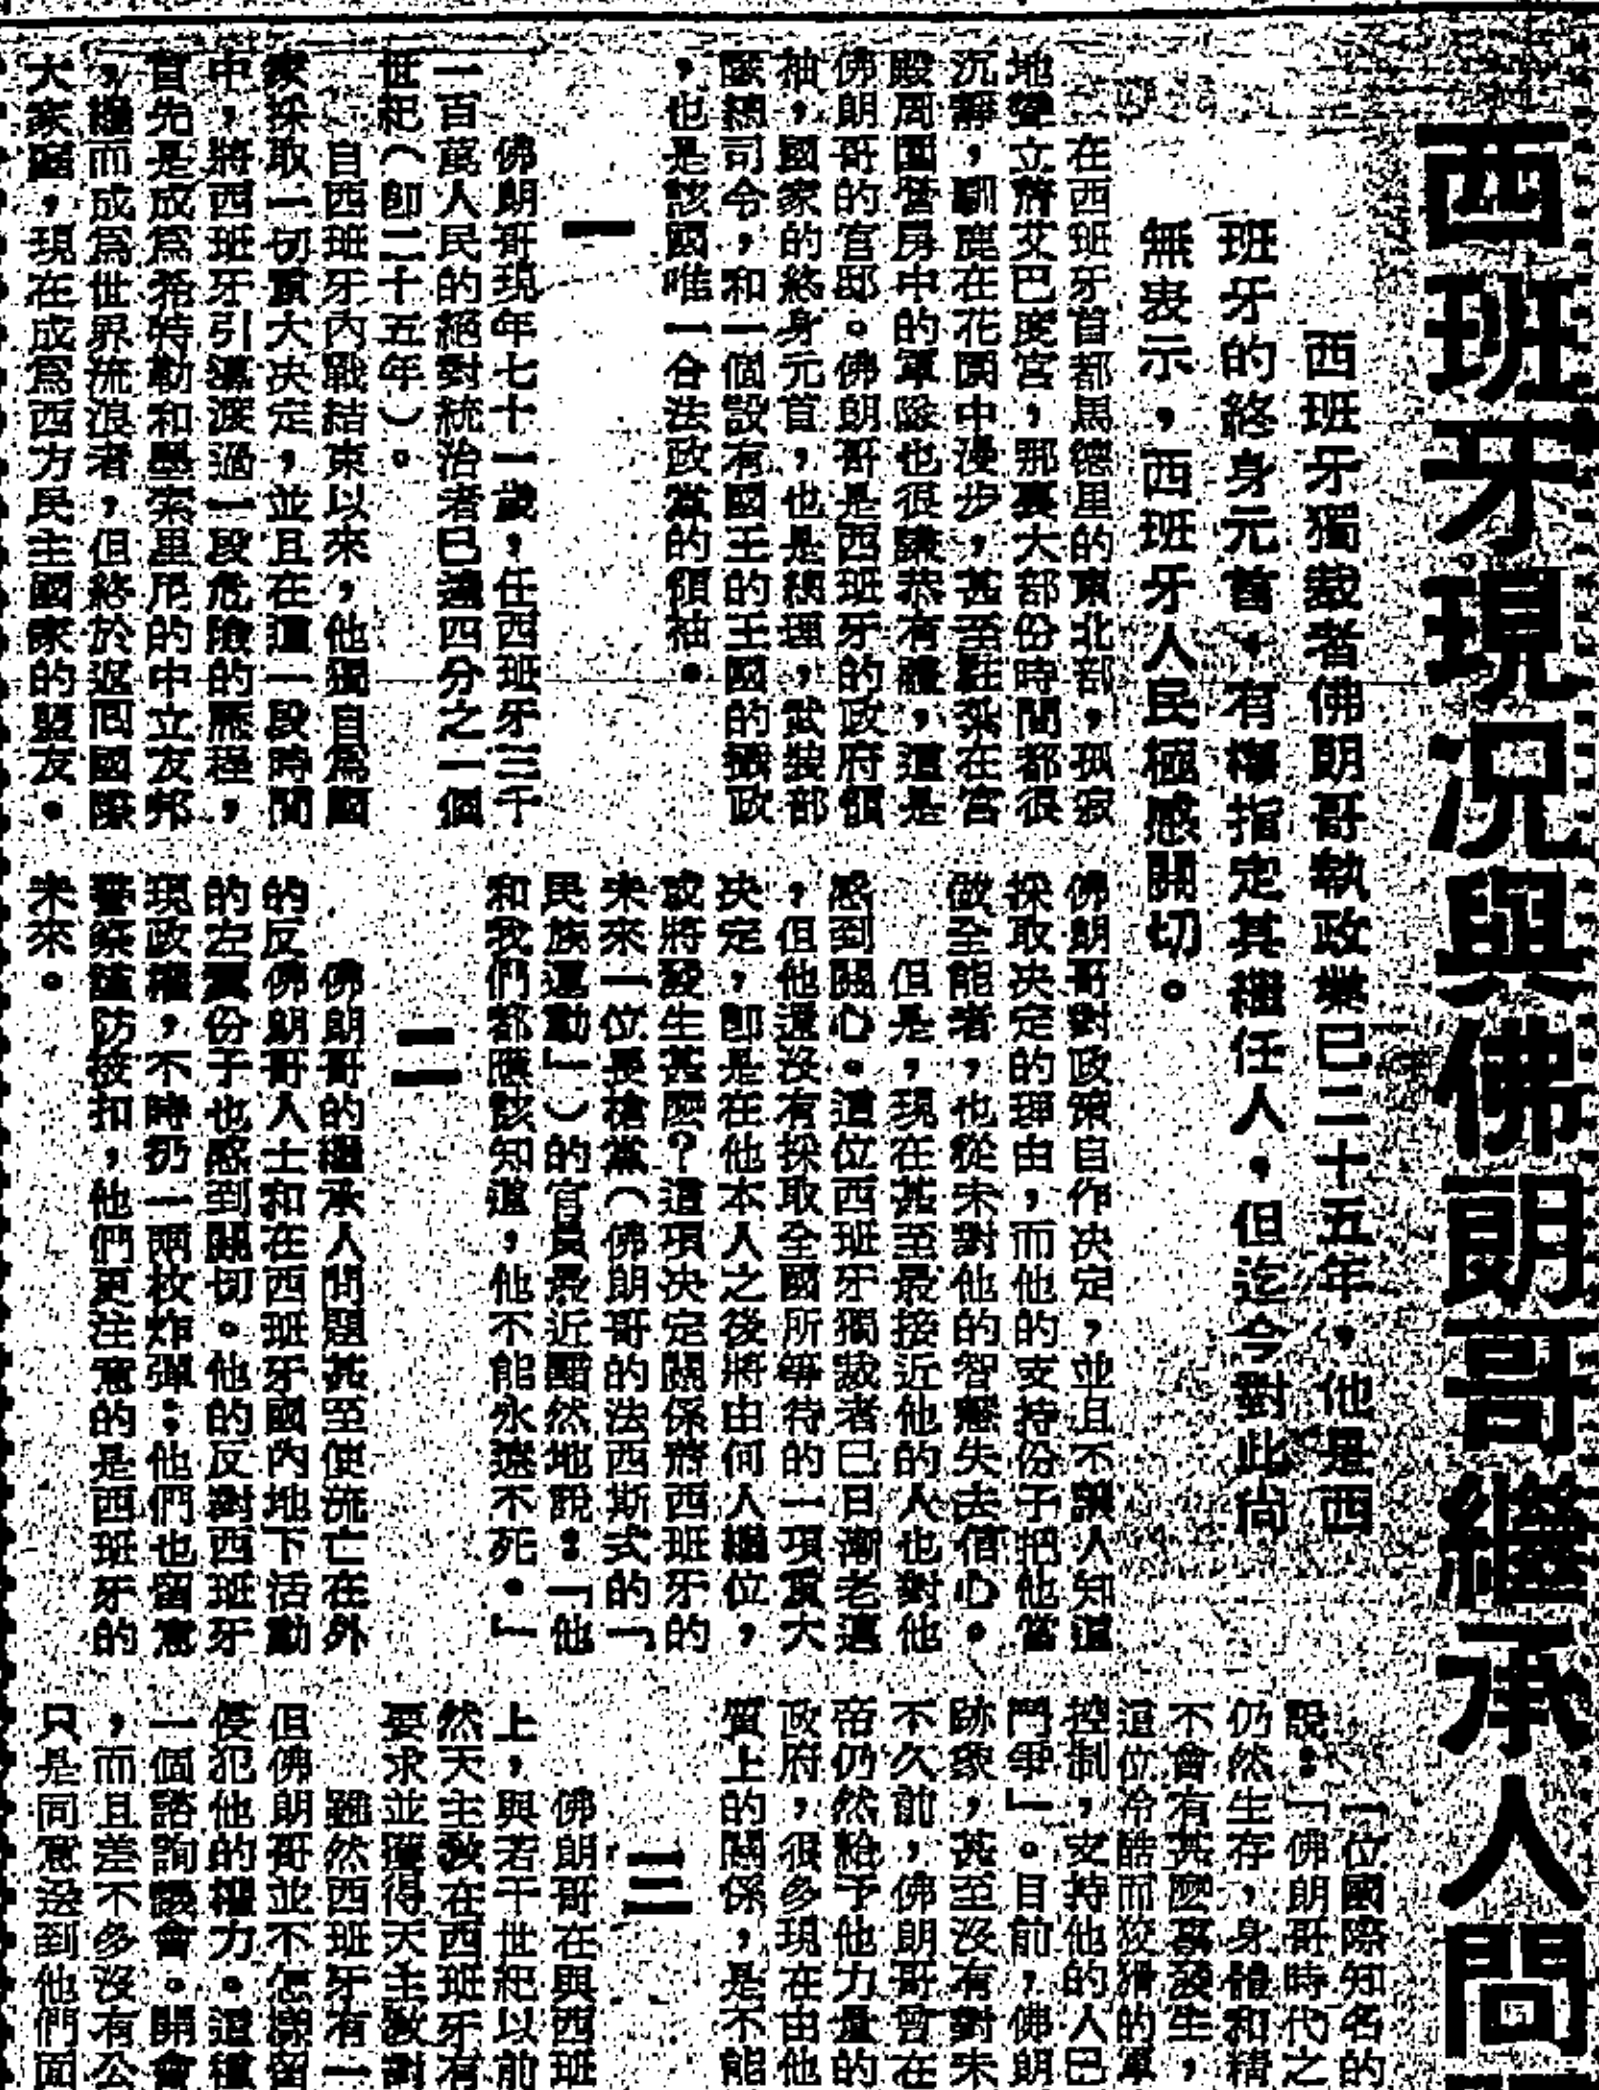 西班牙現況與佛朗哥繼承人問
西班牙獨裁者佛朗哥執政業已二十五年，他是西
班牙的終身元首，有權指定其繼任人，但迄今對此尚
無表示，西班牙人民極感關切。
在西班牙首都馬德里的東北部，孤寂
地聳立着艾巴度宮，那裏大部份時間都很
沉靜，馴鹿在花園中漫步，甚至駐紮在宮
殿周圍營房中的軍隊也很謙恭有禮，這是
佛朗哥的官邸。佛朗哥是西班牙的政府領
袖，國家的終身元首，也是總理，武裝部
隊總司令，和一個設有國王的王國的攝政
，也是該國唯一合法政黨的領袖。
一
佛朗哥現年七十一歲，任西班牙三千
一百萬人民的絕對統治者已逾四分之一個
世紀（卽二十五年）。
自西班牙內戰結束以來，他獨自爲國
家採取一切重大決定，並且在這一段時間
中，將西班牙引導渡過一段危險的歷程，
首先是成爲希特勒和墨索里尼的中立友邦
，繼而成爲世界流浪者，但終於返回國際
大家庭，現在成爲西方民主國家的盟友。
佛朗哥對政策自作決定，並且不讓人知道
採取決定的理由，而他的支持份子把他當
做全能者，也從未對他的智慧失去信心。
但是，現在甚至最接近他的人也對他
感到關心。這位西班牙獨裁者已日漸老邁
，但他還沒有採取全國所等待的一項重大
決定，卽是在他本人之後將由何人繼位，
或將發生甚麼？這項決定關係着西班牙的
未來一位長槍黨（佛朗哥的法西斯式的「
民族運動」）的官員最近黯然地說：「他
和我們都應該知道，他不能永遠不死。」
二
佛朗哥的繼承人問題甚至使流亡在外
的反佛朗哥人士和在西班牙國內地下活動
的左翼份子也感到關切。他的反對西班牙
現政權，不時扔一兩枚炸彈；他們也留意
警察謹防 扣，他們更注意的是西班牙的
未來。
一位國際知名的
說：「佛朗哥時代之
仍然生存，身體和精
不會有甚麼事發生，
這位冷酷而狡猾的軍
控制，支持他的人已
鬥爭」。目前，佛朗
跡象，甚至沒有對未
不久前，佛朗哥曾在
帝仍然給予他力量的
政府，很多現在由他
質上的關係，是不能
三
佛朗哥在與西班
上，與若干世紀以前
然天主教在西班牙有
要求並獲得天主教對
雖然西班牙有一
但佛朗哥並不怎樣留
侵犯他的權力。這種
一個諮詢議會。開會
，而且差不多沒有公
只是同意送到他們面